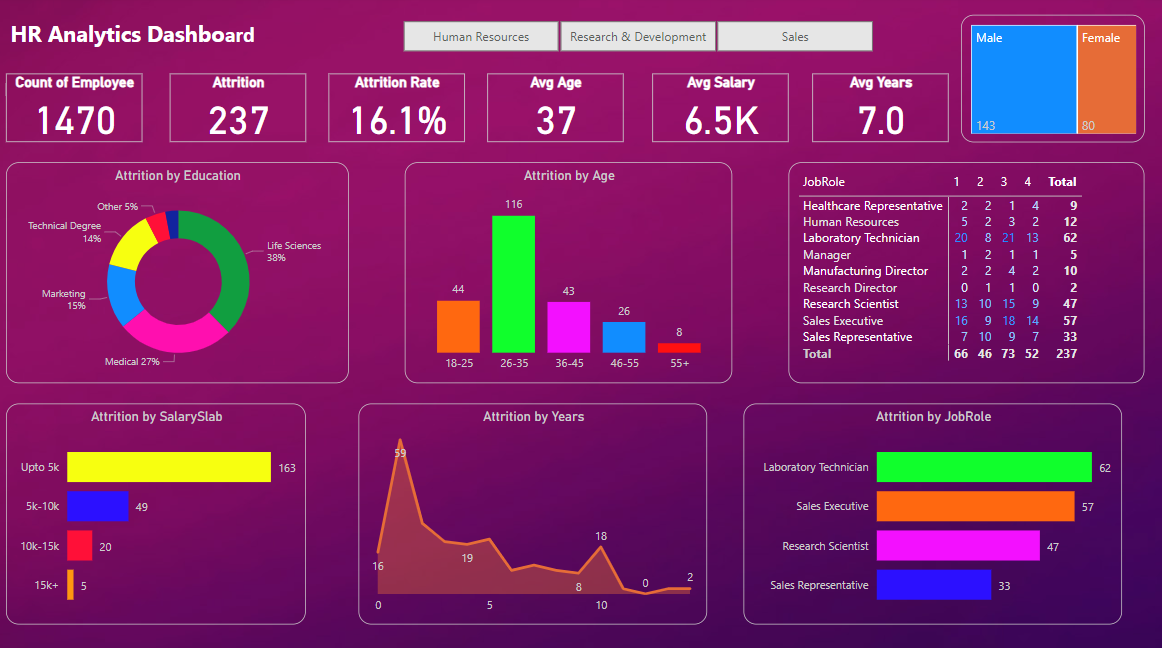 HR Analytics Dashboard
Human Resources
Research & Development
Sales
Male
Female
143
80
Count of Employee
1470
Attrition
237
Attrition Rate
16.1%
Avg Age
37
Avg Salary
6.5K
Avg Years
7.0
Attrition by Education
Other 5%
Technical Degree
14%
Life Sciences
38%
Marketing
15%
Medical 27%
Attrition by Age
44
116
43
26
8
18-25
26-35
36-45
46-55
55+
JobRole 1 2 3 4 Total
Healthcare Representative 2 2 1 4 9
Human Resources 5 2 3 2 12
Laboratory Technician 20 8 21 13 62
Manager 1 2 1 1 5
Manufacturing Director 2 2 4 2 10
Research Director 0 1 1 0 2
Research Scientist 13 10 15 9 47
Sales Executive 16 9 18 14 57
Sales Representative 7 10 9 7 33
Total 66 46 73 52 237
Attrition by SalarySlab
Upto 5k 163
5k-10k 49
10k-15k 20
15k+ 5
Attrition by Years
59
16
19
18
8
0
2
0
5
10
Attrition by JobRole
Laboratory Technician 62
Sales Executive 57
Research Scientist 47
Sales Representative 33